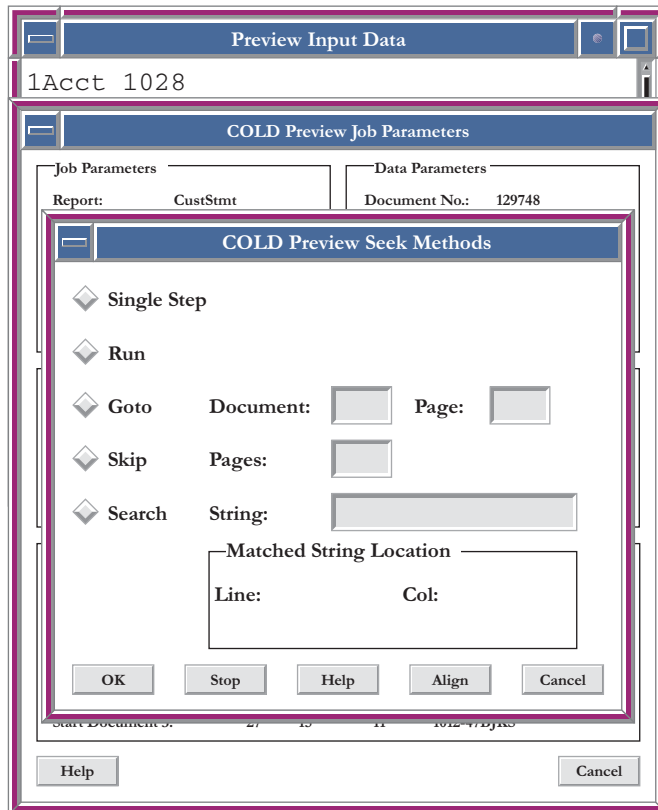 Preview Input Data
1Acct 1028
COLD Preview Job Parameters
Job Parameters Data Parameters
Report: CustStmt Document No.: 129748
COLD Preview Seek Methods
Single Step
Run
Goto Document: Page:
Skip Pages:
Search String:
Matched String Location
Line: Col:
OK Stop Help Align Cancel
Help Cancel